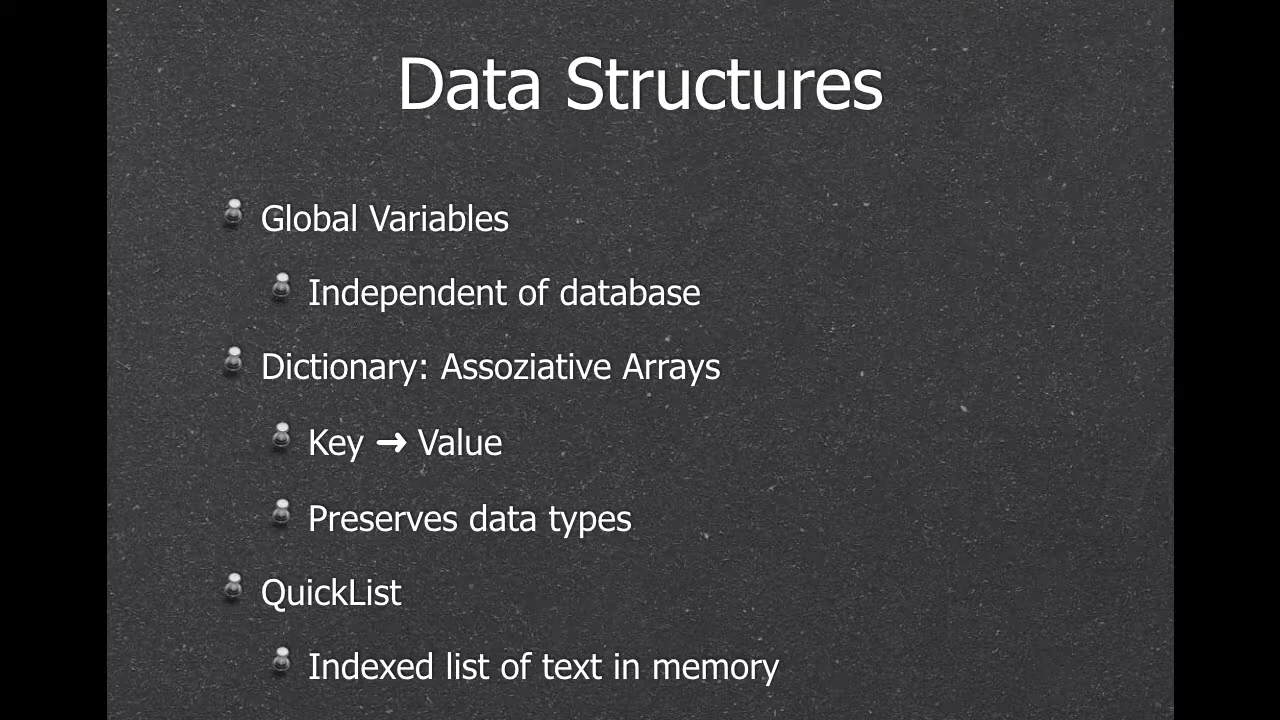 Data Structures
Global Variables
Independent of database
Dictionary: Assoziative Arrays
Key ➜ Value
Preserves data types
QuickList
Indexed list of text in memory